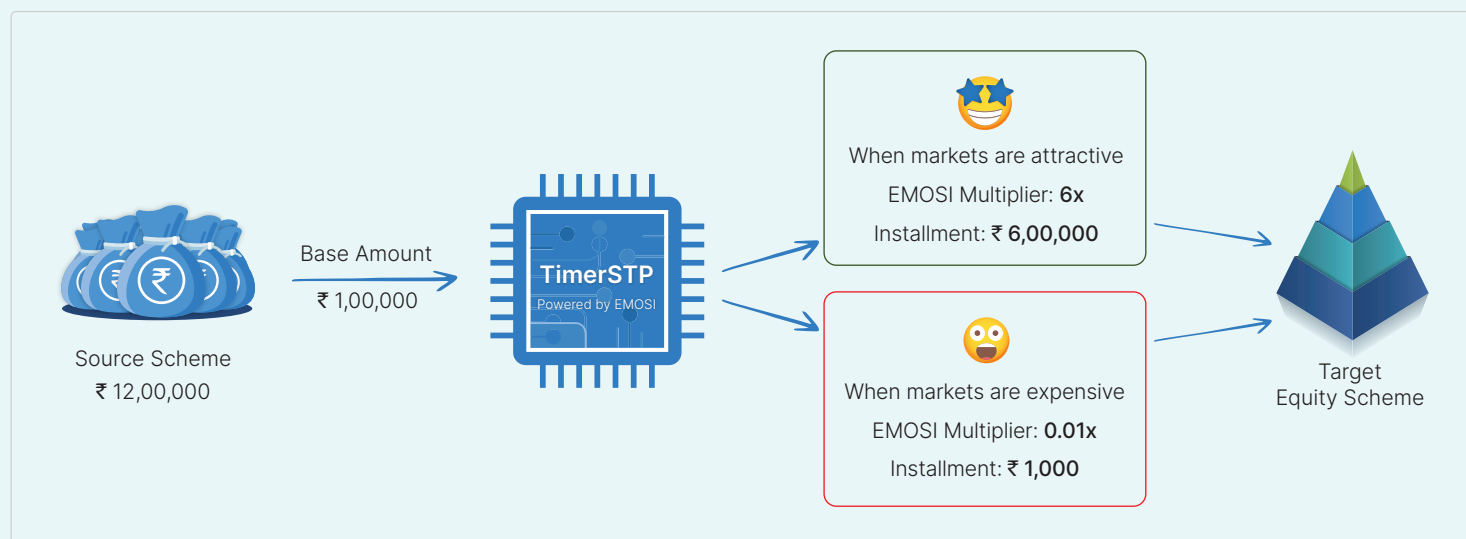 Source Scheme
₹ 12,00,000
Base Amount
₹ 1,00,000
TimerSTP
Powered by EMOSI
When markets are attractive
EMOSI Multiplier: 6x
Installment: ₹ 6,00,000
When markets are expensive
EMOSI Multiplier: 0.01x
Installment: ₹ 1,000
Target
Equity Scheme